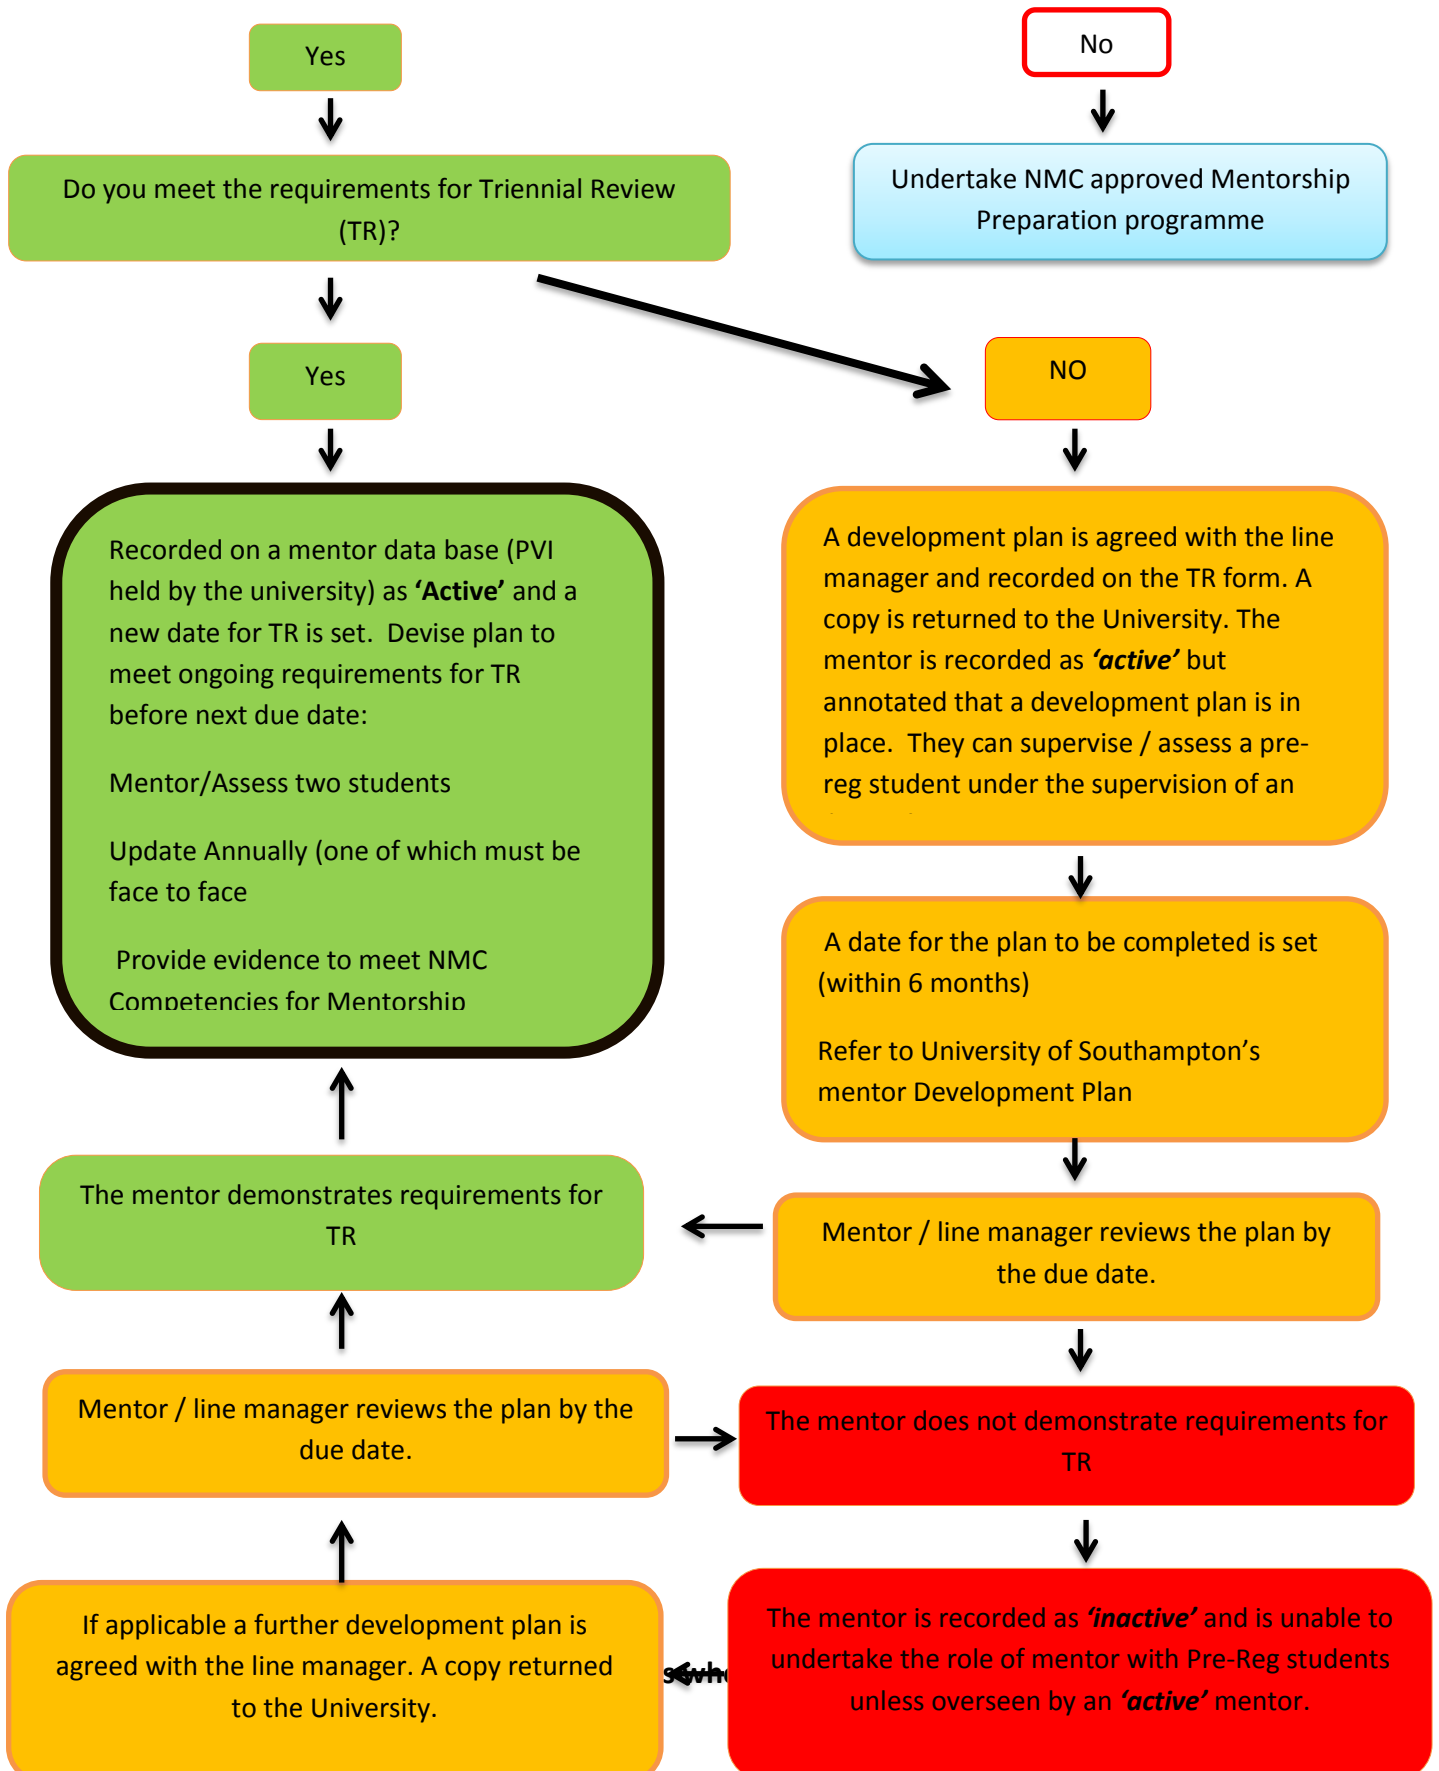 Yes
No
Do you meet the requirements for Triennial Review
(TR)?
Undertake NMC approved Mentorship
Preparation programme
Yes
NO
Recorded on a mentor data base (PVI
held by the university) as ‘Active’ and a
new date for TR is set.  Devise plan to
meet ongoing requirements for TR
before next due date:
Mentor/Assess two students
Update Annually (one of which must be
face to face
Provide evidence to meet NMC
Competencies for Mentorship
A development plan is agreed with the line
manager and recorded on the TR form. A
copy is returned to the University. The
mentor is recorded as ‘active’ but
annotated that a development plan is in
place.  They can supervise / assess a pre-
reg student under the supervision of an
A date for the plan to be completed is set
(within 6 months)
Refer to University of Southampton’s
mentor Development Plan
The mentor demonstrates requirements for
TR
Mentor / line manager reviews the plan by
the due date.
Mentor / line manager reviews the plan by the
due date.
The mentor does not demonstrate requirements for
TR
If applicable a further development plan is
agreed with the line manager. A copy returned
to the University.
The mentor is recorded as ‘inactive’ and is unable to
undertake the role of mentor with Pre-Reg students
unless overseen by an ‘active’ mentor.